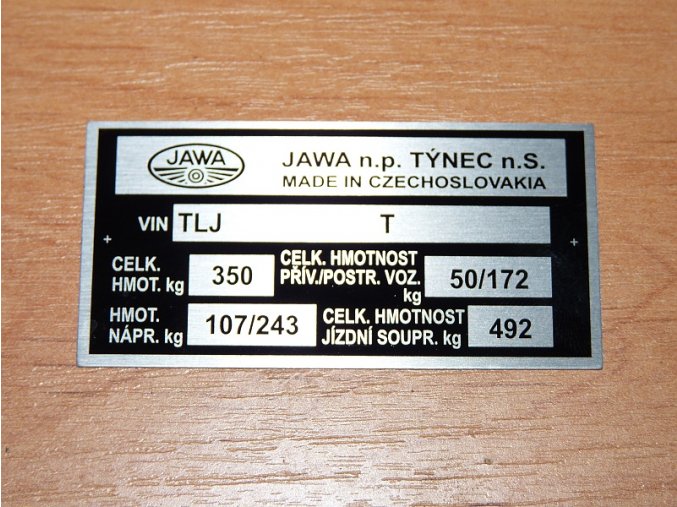 JAWA
JAWA n.p. TÝNEC n.S.
MADE IN CZECHOSLOVAKIA
VIN TLJ T
CELK. HMOT. kg 350
CELK. HMOTNOST PŘÍV./POSTR. VOZ. kg 50/172
HMOT. NÁPR. kg 107/243
CELK. HMOTNOST JÍZDNÍ SOUPR. kg 492